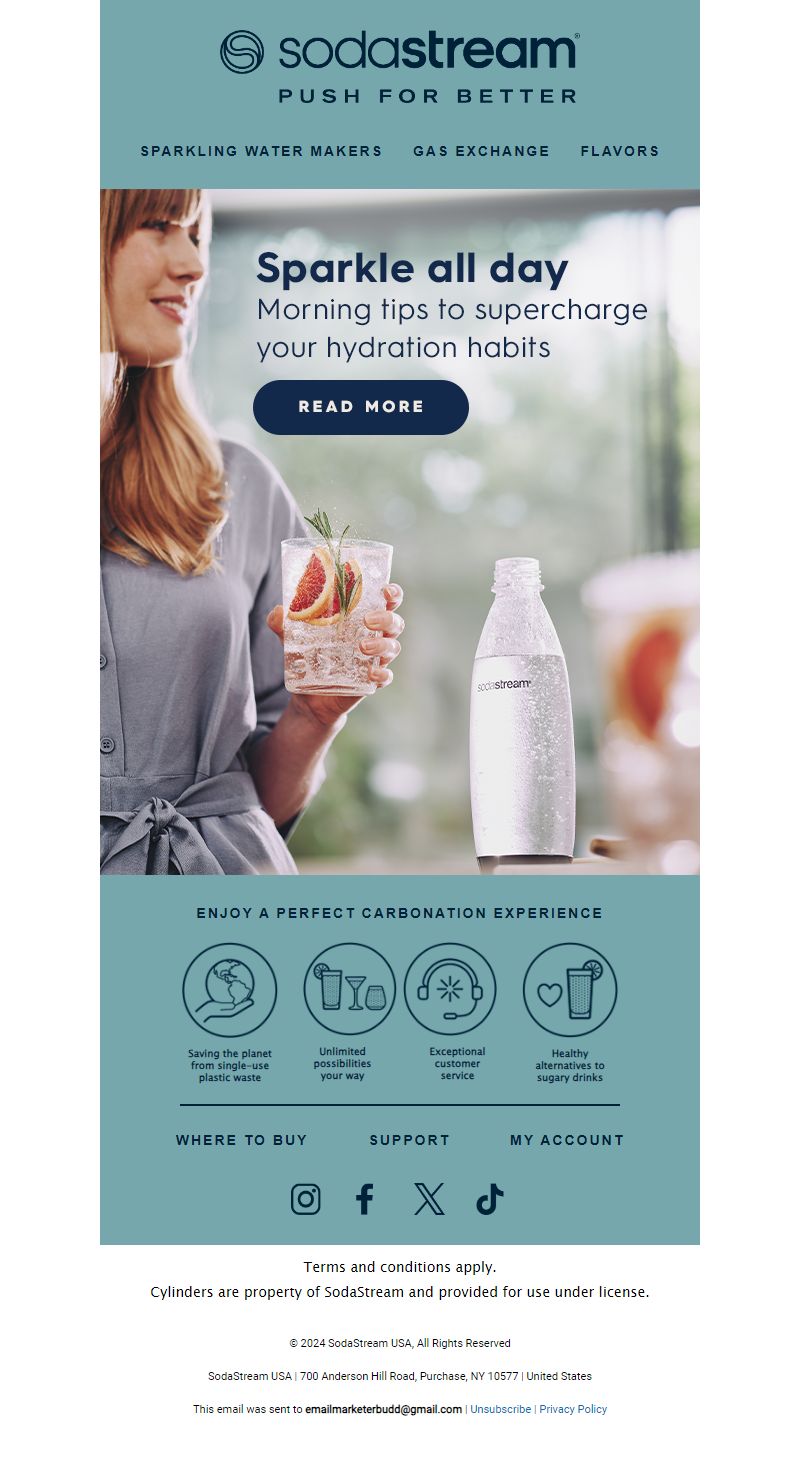 sodastream®
PUSH FOR BETTER
SPARKLING WATER MAKERS GAS EXCHANGE FLAVORS
Sparkle all day
Morning tips to supercharge
your hydration habits
READ MORE
sodastream®
ENJOY A PERFECT CARBONATION EXPERIENCE
Saving the planet
from single-use
plastic waste
Unlimited
possibilities
your way
Exceptional
customer
service
Healthy
alternatives to
sugary drinks
WHERE TO BUY SUPPORT MY ACCOUNT
Terms and conditions apply.
Cylinders are property of SodaStream and provided for use under license.
© 2024 SodaStream USA, All Rights Reserved
SodaStream USA | 700 Anderson Hill Road, Purchase, NY 10577 | United States
This email was sent to emailmarketerbudd@gmail.com | Unsubscribe | Privacy Policy